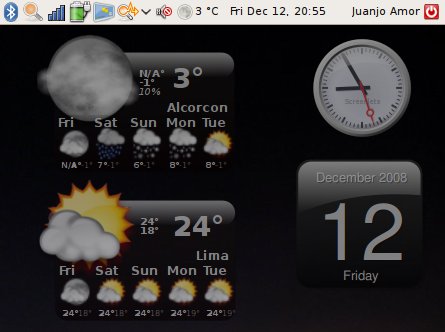 3 °C Fri Dec 12, 20:55 Juanjo Amor
N/A°
-1°
10%
3°
Alcorcon
Fri Sat Sun Mon Tue
N/A°-1° 7°-1° 6°-1° 8°-1° 8°-1°
24°
18°
24°
Lima
Fri Sat Sun Mon Tue
24°18° 24°18° 24°18° 24°19° 24°19°
Screenlets
December 2008
12
Friday